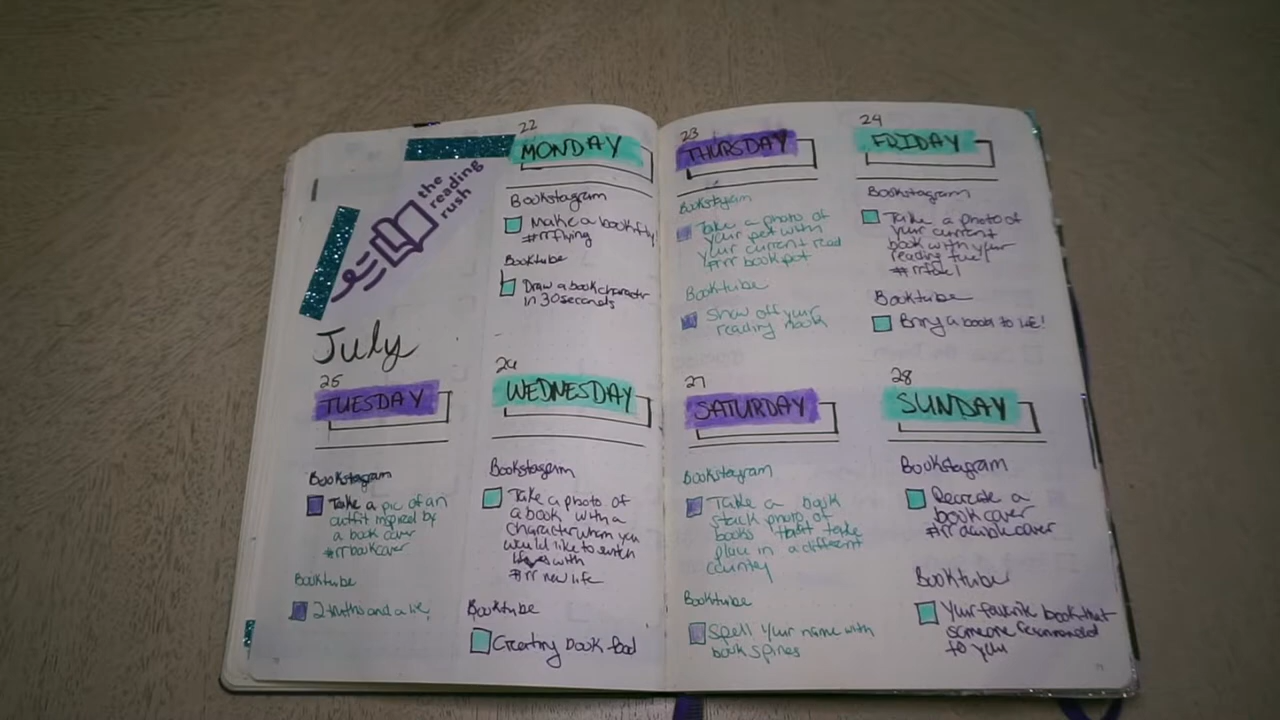 the
reading
rush
July
22
MONDAY
Bookstagram
Make a book fly
#rrflying
Booktube
Draw a book character
in 30 seconds
25
TUESDAY
Bookstagram
Take a pic of an
outfit inspired by
a book cover
#rrbookcover
Booktube
2 truths and a lie
24
WEDNESDAY
Bookstagram
Take a photo of
a book with a
character whom you
would like to switch
lives with
#rrnewlife
Booktube
Creating book food
23
THURSDAY
Bookstagram
Take a photo of
your pet with
your current read
Booktube
Show off your
reading nook
29
FRIDAY
Bookstagram
Take a photo of
your current
book with your
reading fuel
#rrfuel
Booktube
Bring a book to life!
27
SATURDAY
Bookstagram
Take a book
stack photo of
books that take
place in a different
country
Booktube
Spell your name with
book spines
28
SUNDAY
Bookstagram
Recreate a
book cover
Booktube
Your favorite book that
someone recommended
to you